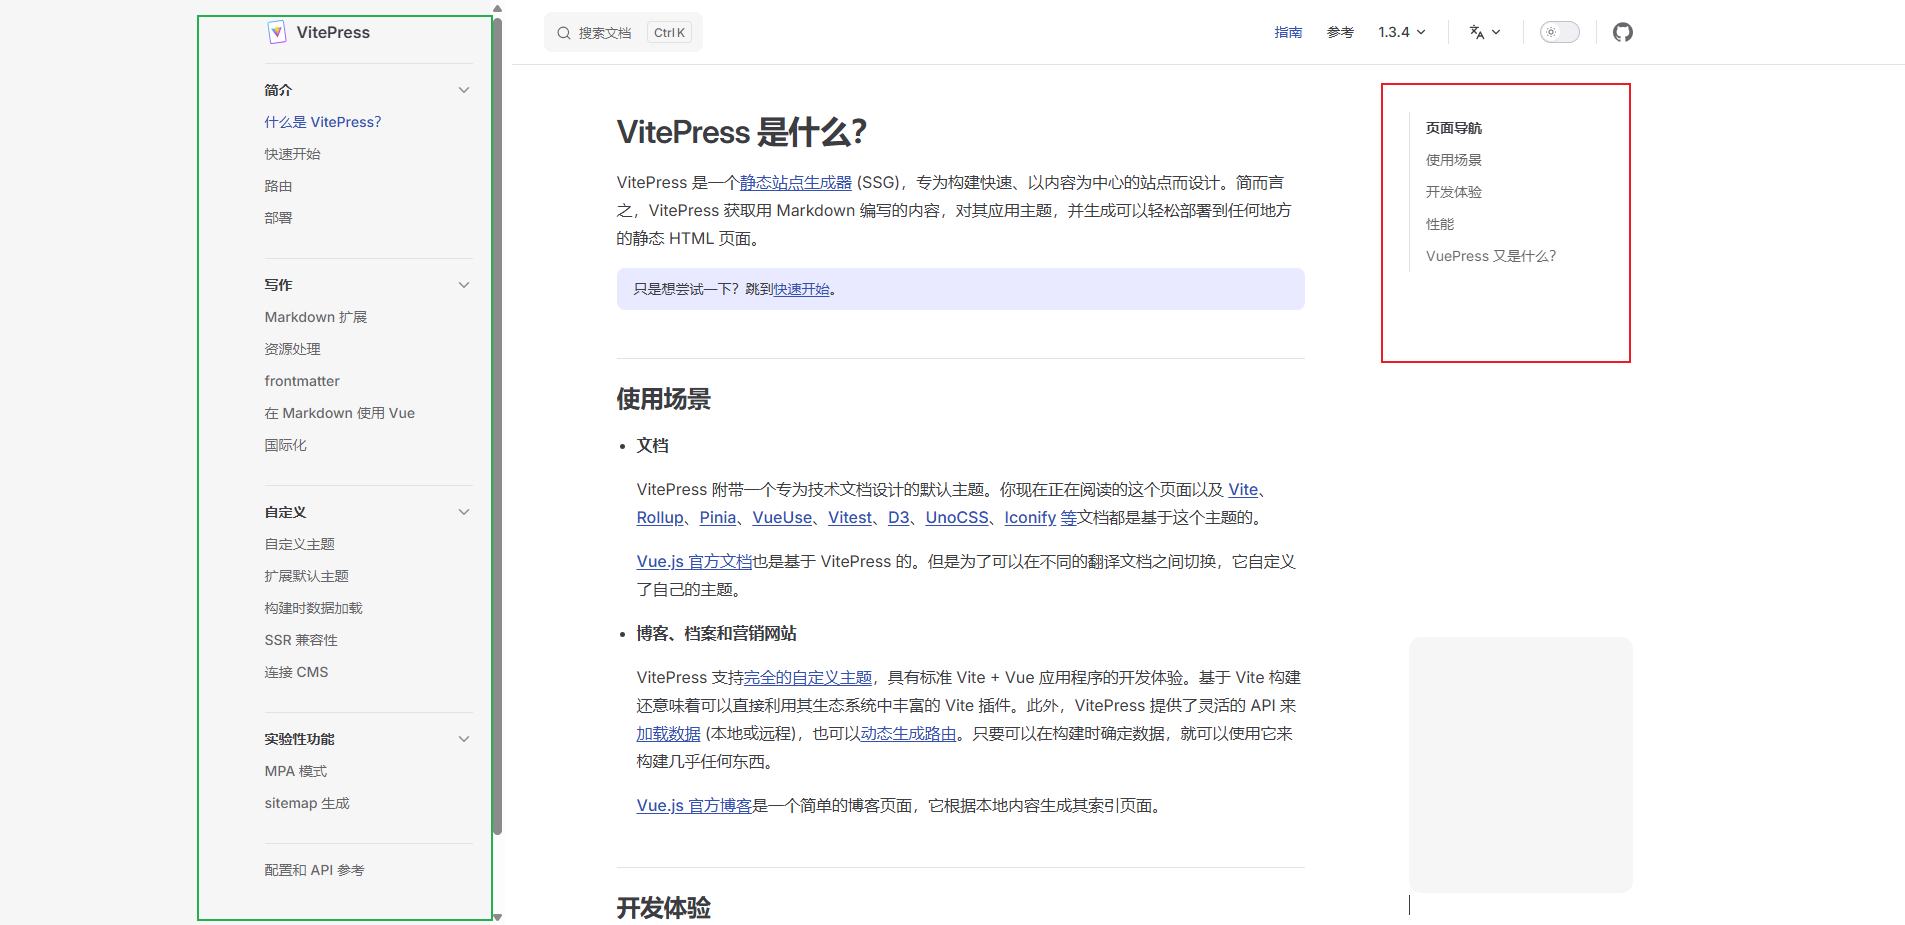 VitePress
简介
什么是 VitePress?
快速开始
路由
部署
写作
Markdown 扩展
资源处理
frontmatter
在 Markdown 使用 Vue
国际化
自定义
自定义主题
扩展默认主题
构建时数据加载
SSR 兼容性
连接 CMS
实验性功能
MPA 模式
sitemap 生成
配置和 API 参考
搜索文档 Ctrl K
指南 参考 1.3.4
VitePress 是什么?
VitePress 是一个静态站点生成器 (SSG)，专为构建快速、以内容为中心的站点而设计。简而言
之，VitePress 获取用 Markdown 编写的内容，对其应用主题，并生成可以轻松部署到任何地方
的静态 HTML 页面。
只是想尝试一下？跳到快速开始。
使用场景
• 文档
VitePress 附带一个专为技术文档设计的默认主题。你现在正在阅读的这个页面以及 Vite、
Rollup、Pinia、VueUse、Vitest、D3、UnoCSS、Iconify 等文档都是基于这个主题的。
Vue.js 官方文档也是基于 VitePress 的。但是为了可以在不同的翻译文档之间切换，它自定义
了自己的主题。
• 博客、档案和营销网站
VitePress 支持完全的自定义主题，具有标准 Vite + Vue 应用程序的开发体验。基于 Vite 构建
还意味着可以直接利用其生态系统中丰富的 Vite 插件。此外，VitePress 提供了灵活的 API 来
加载数据 (本地或远程)，也可以动态生成路由。只要可以在构建时确定数据，就可以使用它来
构建几乎任何东西。
Vue.js 官方博客是一个简单的博客页面，它根据本地内容生成其索引页面。
开发体验
页面导航
使用场景
开发体验
性能
VuePress 又是什么?